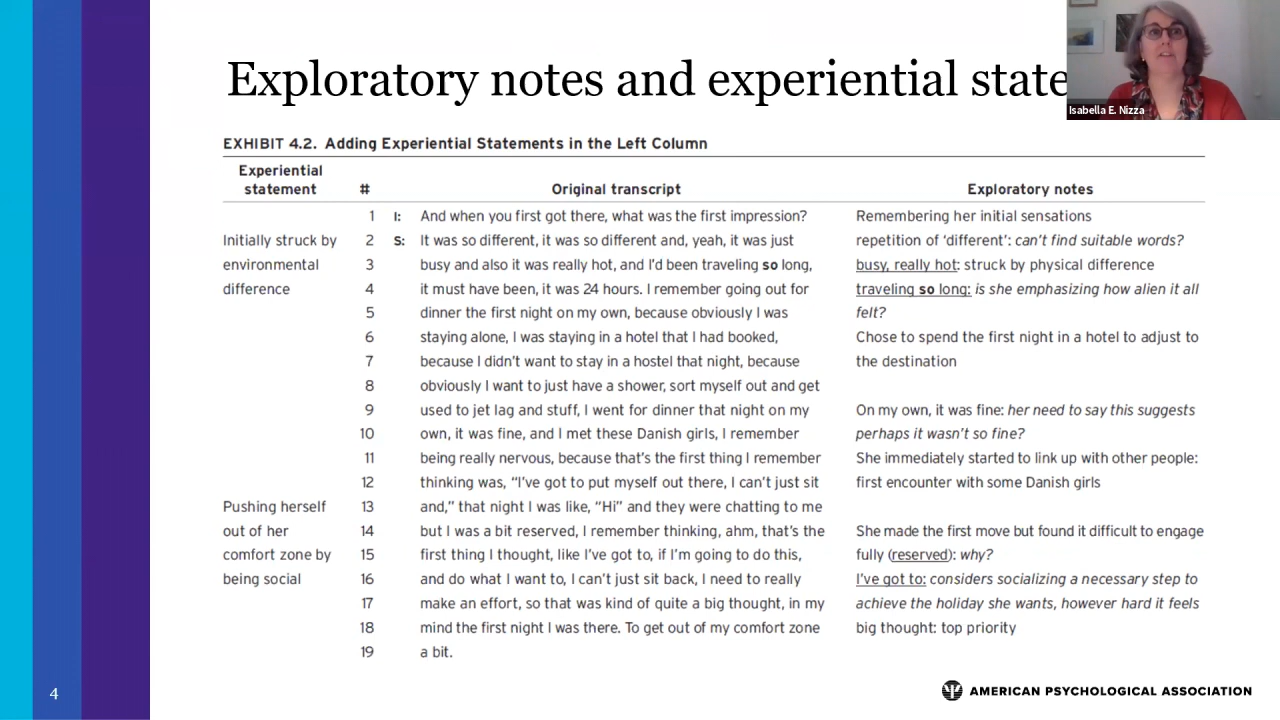 Exploratory notes and experiential state
Isabella E. Nizza
EXHIBIT 4.2. Adding Experiential Statements in the Left Column
Experiential statement # Original transcript Exploratory notes
1 I: And when you first got there, what was the first impression? Remembering her initial sensations
Initially struck by 2 S: It was so different, it was so different and, yeah, it was just repetition of ‘different’: can’t find suitable words?
environmental 3 busy and also it was really hot, and I’d been traveling so long, busy, really hot: struck by physical difference
difference 4 it must have been, it was 24 hours. I remember going out for traveling so long: is she emphasizing how alien it all
5 dinner the first night on my own, because obviously I was felt?
6 staying alone, I was staying in a hotel that I had booked, Chose to spend the first night in a hotel to adjust to
7 because I didn’t want to stay in a hostel that night, because the destination
8 obviously I want to just have a shower, sort myself out and get
9 used to jet lag and stuff, I went for dinner that night on my On my own, it was fine: her need to say this suggests
10 own, it was fine, and I met these Danish girls, I remember perhaps it wasn’t so fine?
11 being really nervous, because that’s the first thing I remember She immediately started to link up with other people:
12 thinking was, “I’ve got to put myself out there, I can’t just sit first encounter with some Danish girls
Pushing herself 13 and,” that night I was like, “Hi” and they were chatting to me
out of her 14 but I was a bit reserved, I remember thinking, ahm, that’s the She made the first move but found it difficult to engage
comfort zone by 15 first thing I thought, like I’ve got to, if I’m going to do this, fully (reserved): why?
being social 16 and do what I want to, I can’t just sit back, I need to really I’ve got to: considers socializing a necessary step to
17 make an effort, so that was kind of quite a big thought, in my achieve the holiday she wants, however hard it feels
18 mind the first night I was there. To get out of my comfort zone big thought: top priority
19 a bit.
4
AMERICAN PSYCHOLOGICAL ASSOCIATION